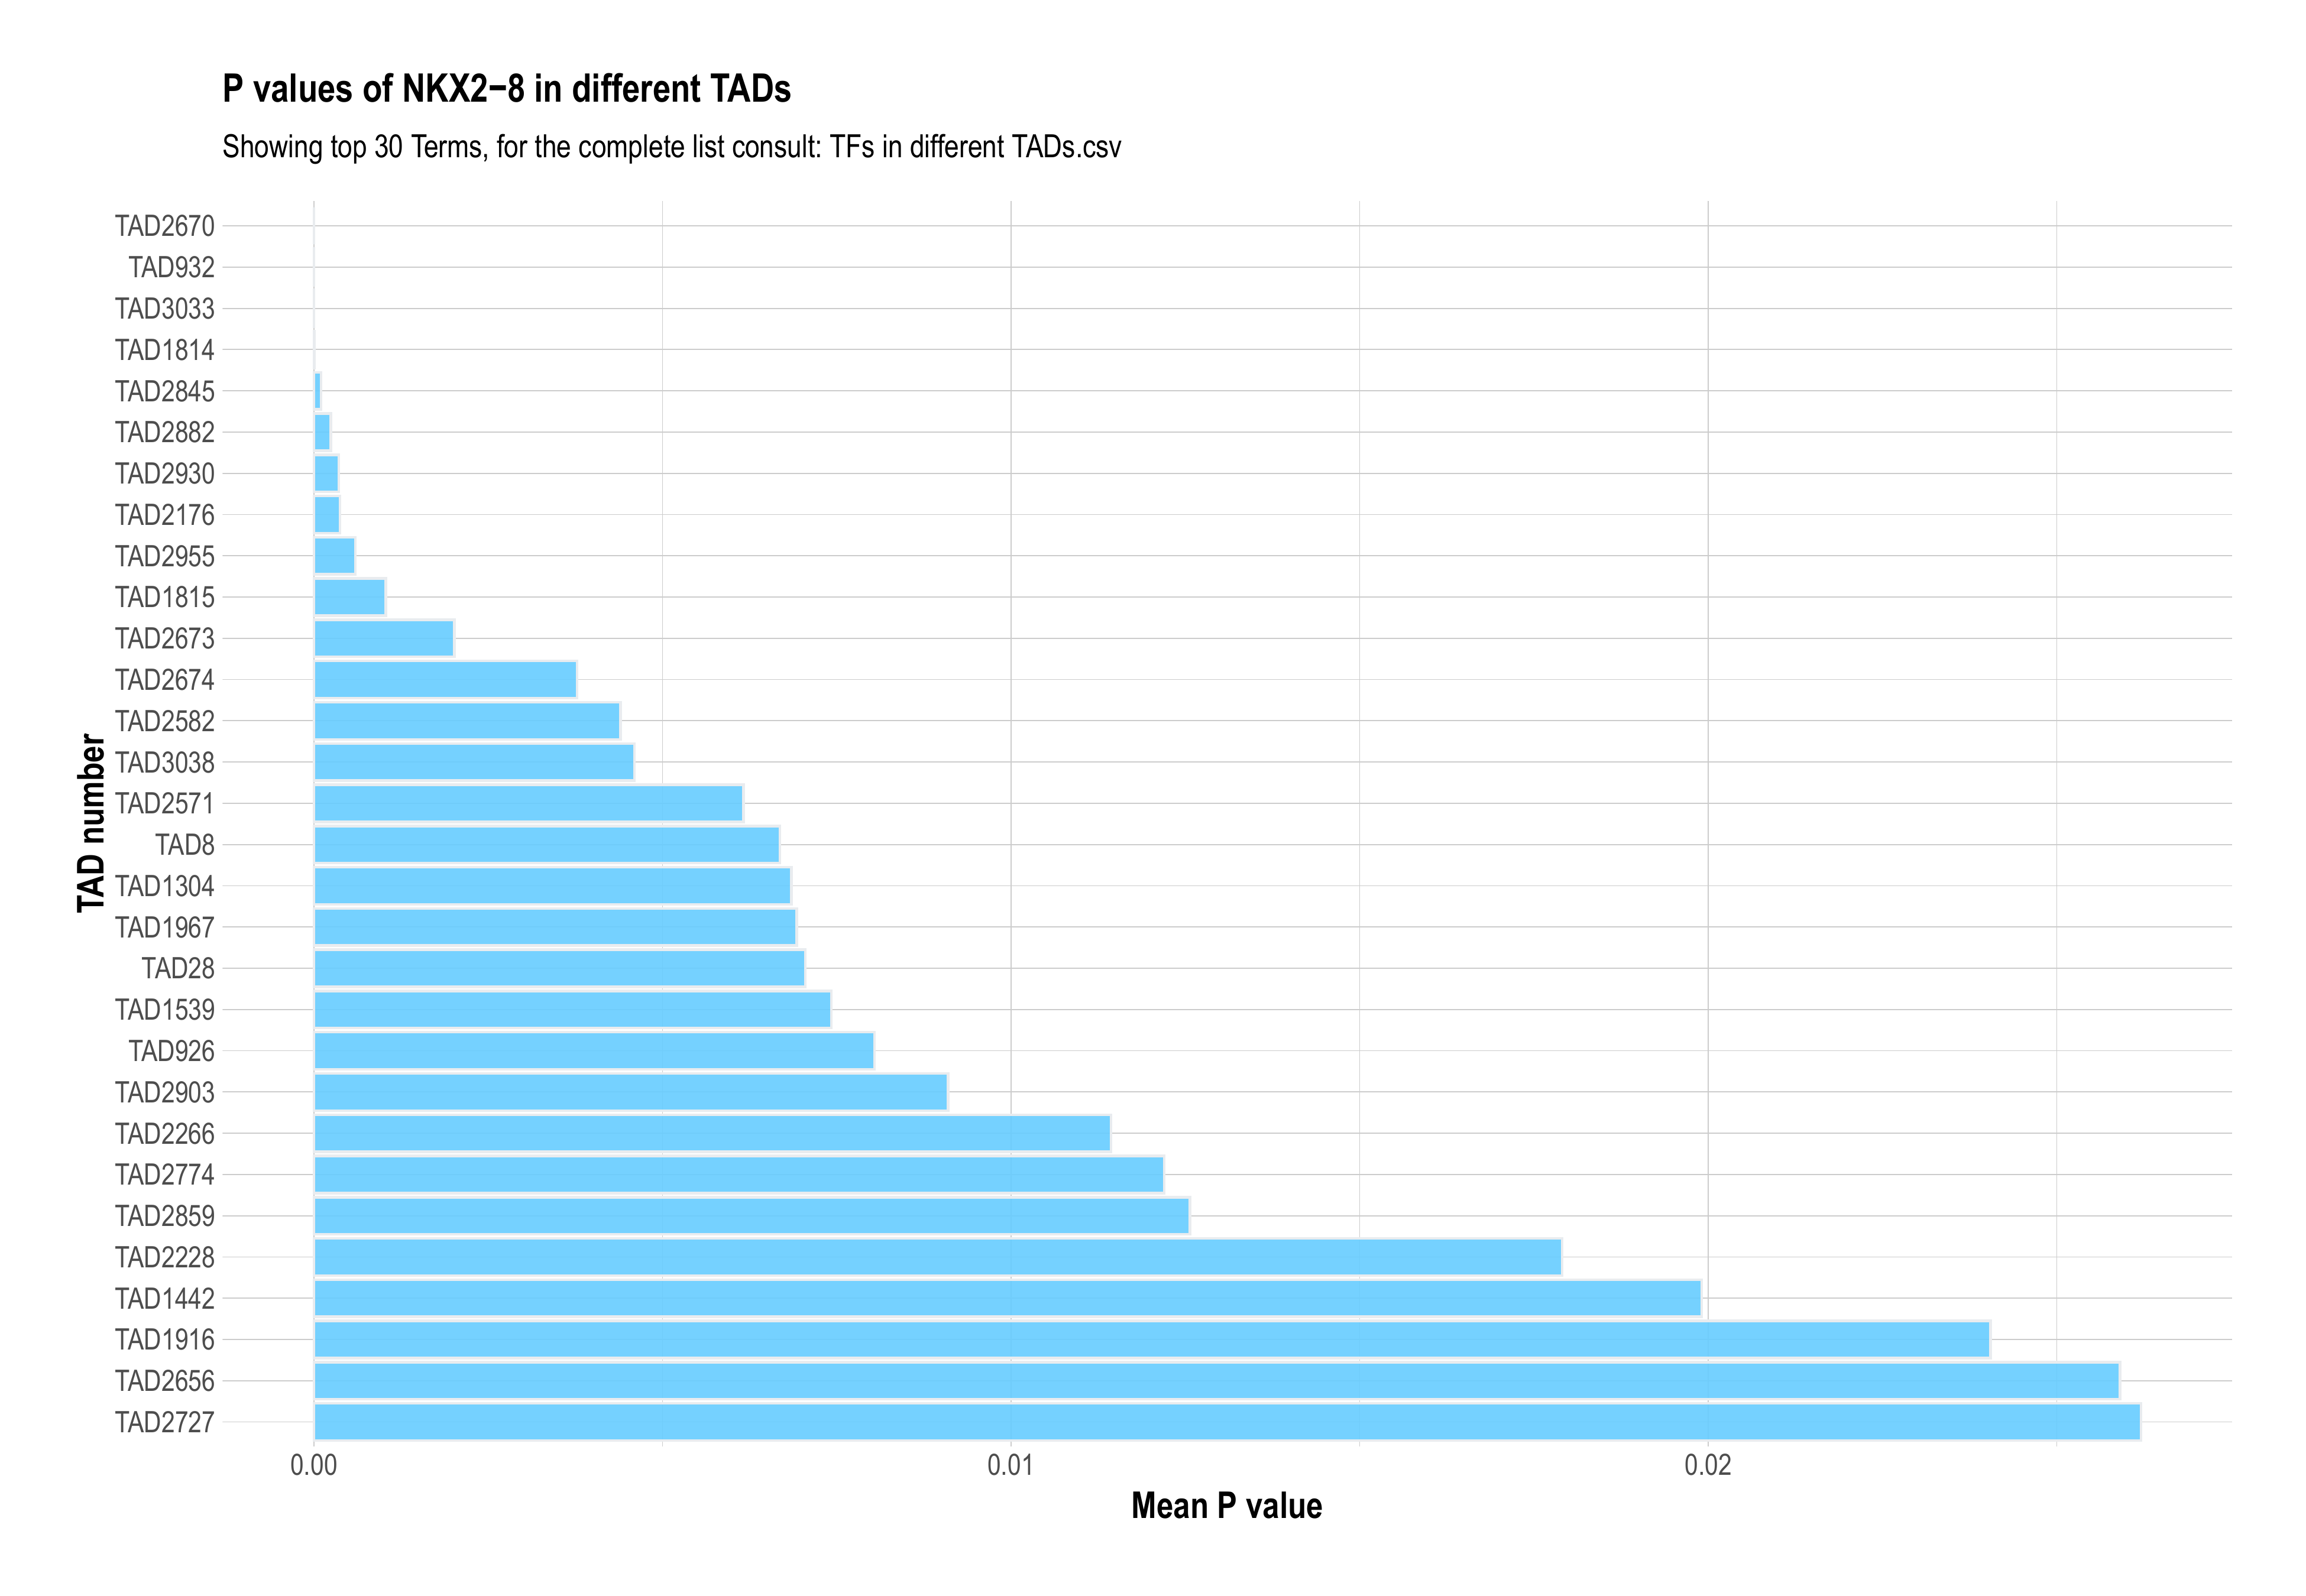 P values of NKX2−8 in different TADs
Showing top 30 Terms, for the complete list consult: TFs in different TADs.csv
TAD2670
TAD932
TAD3033
TAD1814
TAD2845
TAD2882
TAD2930
TAD2176
TAD2955
TAD1815
TAD2673
TAD2674
TAD2582
TAD3038
TAD2571
TAD8
TAD1304
TAD1967
TAD28
TAD1539
TAD926
TAD2903
TAD2266
TAD2774
TAD2859
TAD2228
TAD1442
TAD1916
TAD2656
TAD2727
TAD number
0.00 0.01 0.02
Mean P value